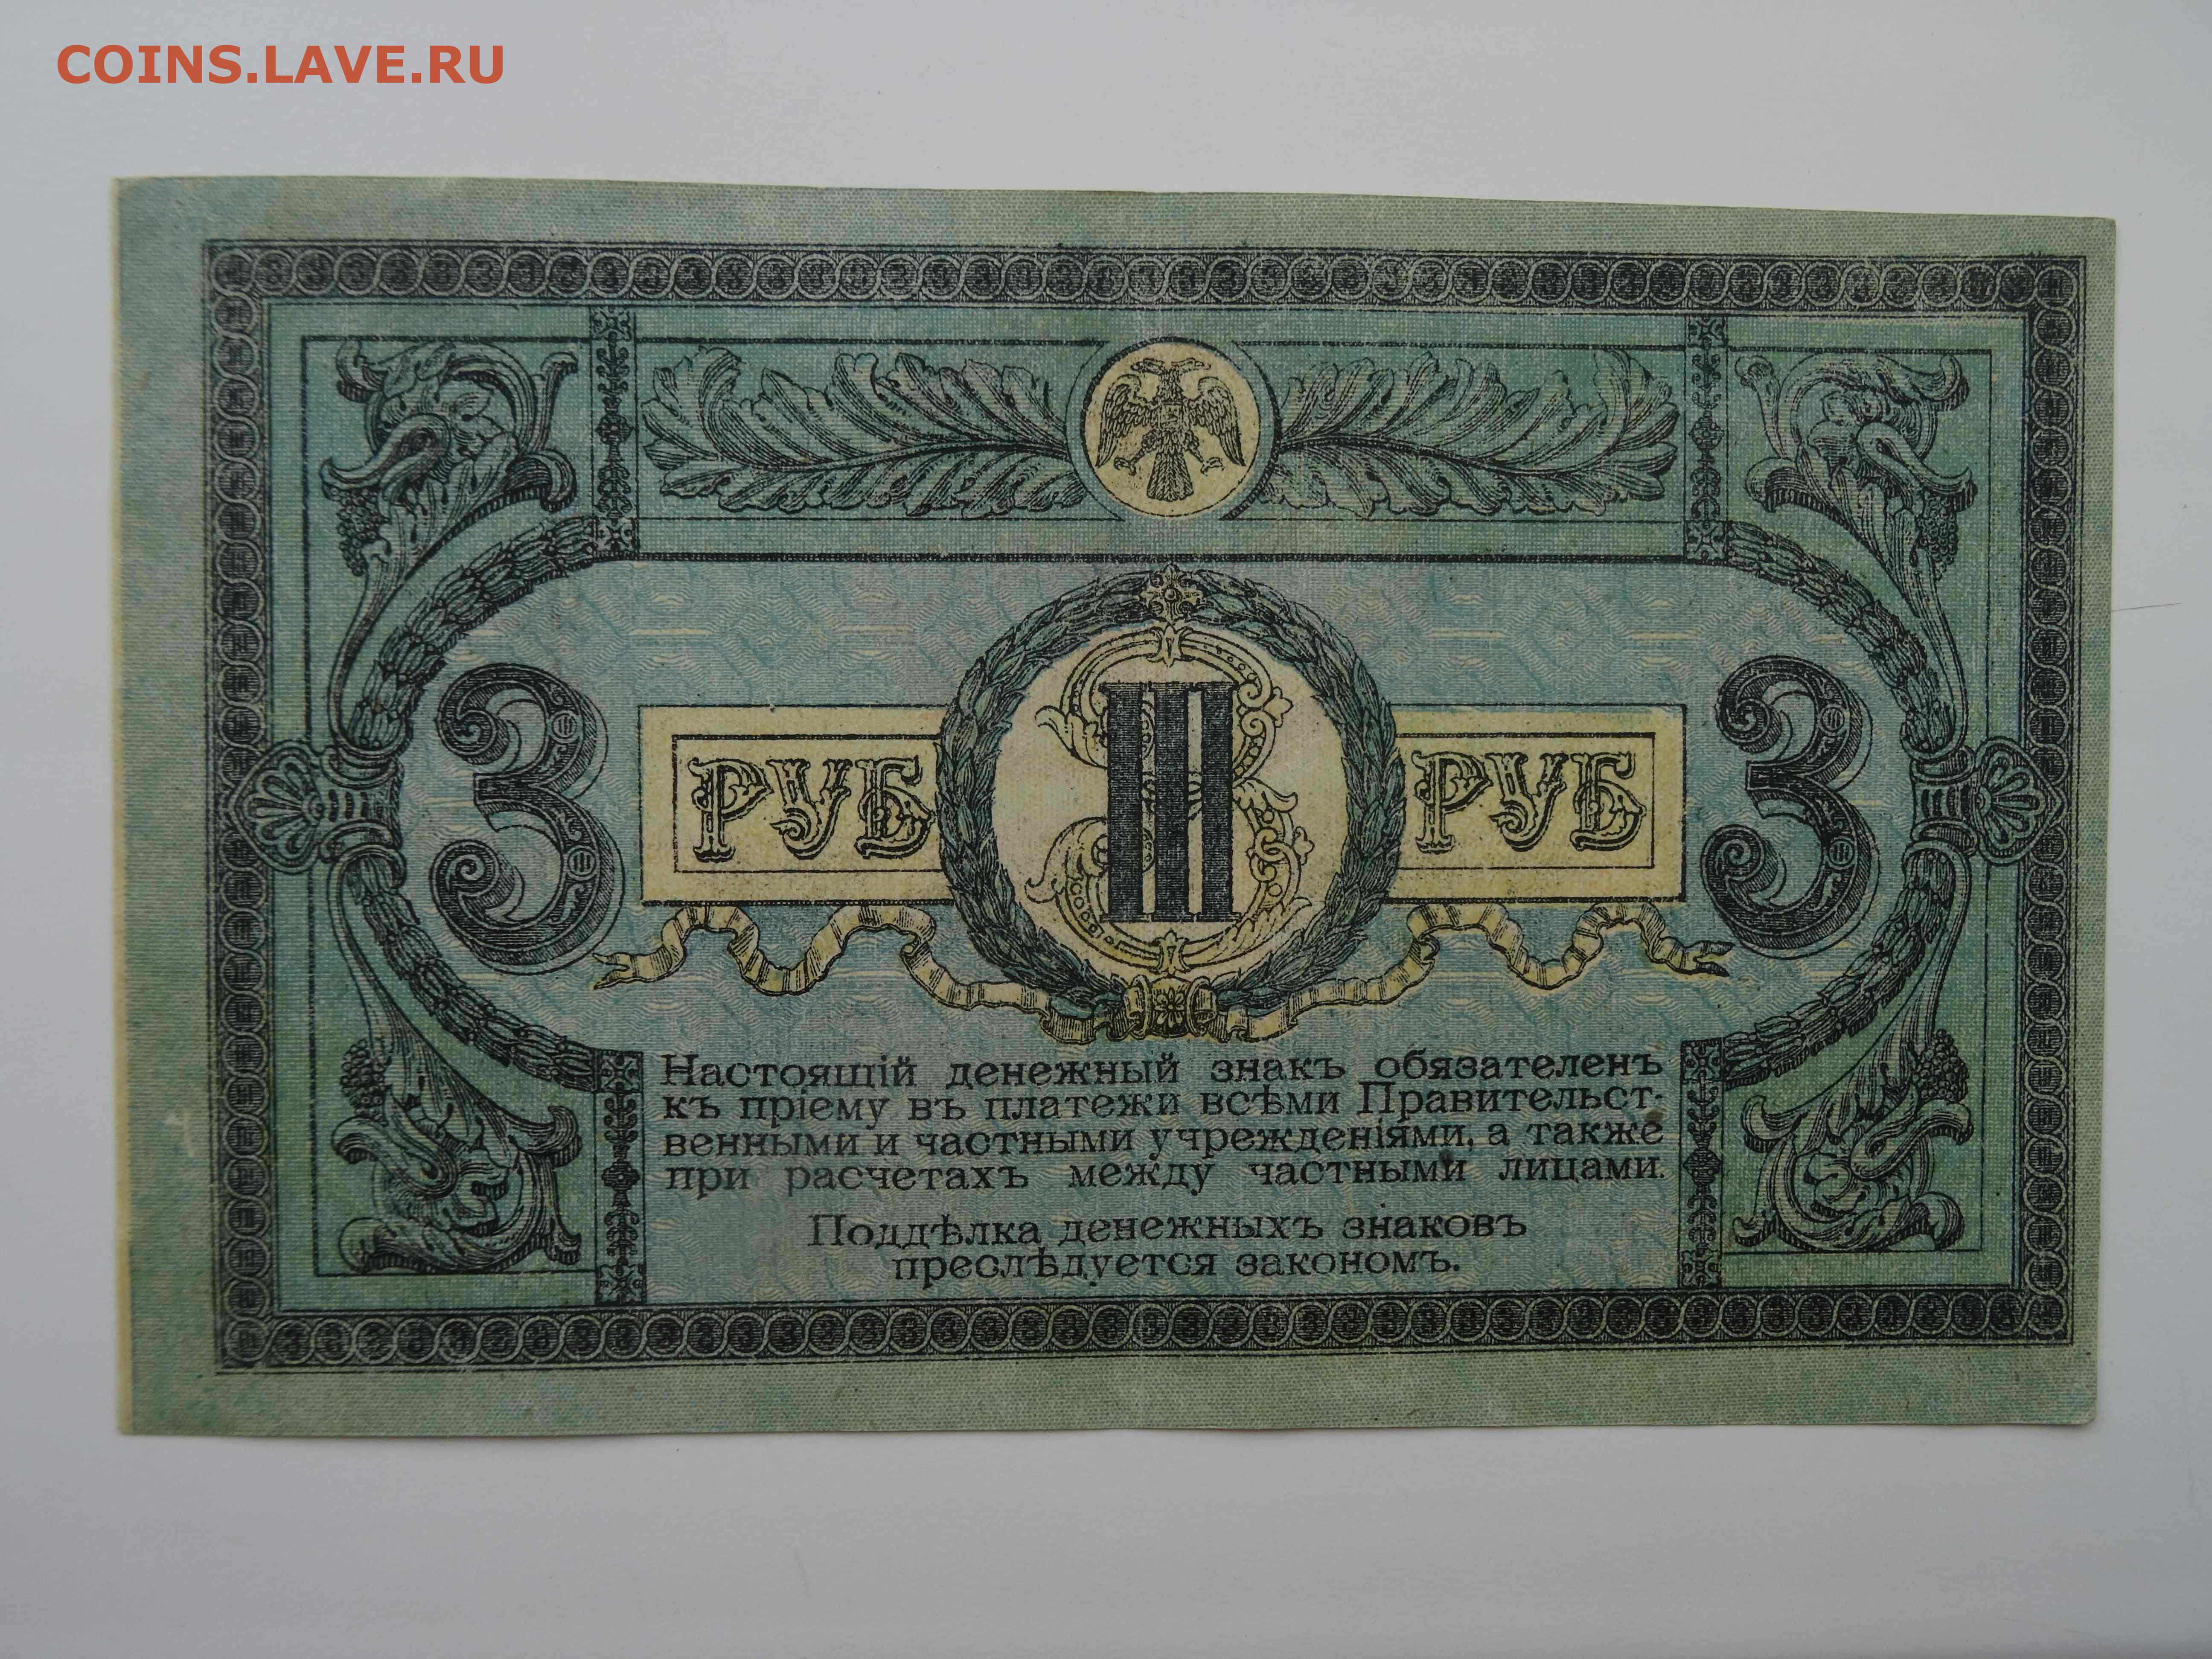 COINS.LAVE.RU
3 РУБ III РУБ 3
Настоящій денежный знакъ обязателенъ
къ пріему въ платежи всѣми Правительст-
венными и частными учрежденіями, а также
при расчетахъ между частными лицами.
Поддѣлка денежныхъ знаковъ
преслѣдуется закономъ.